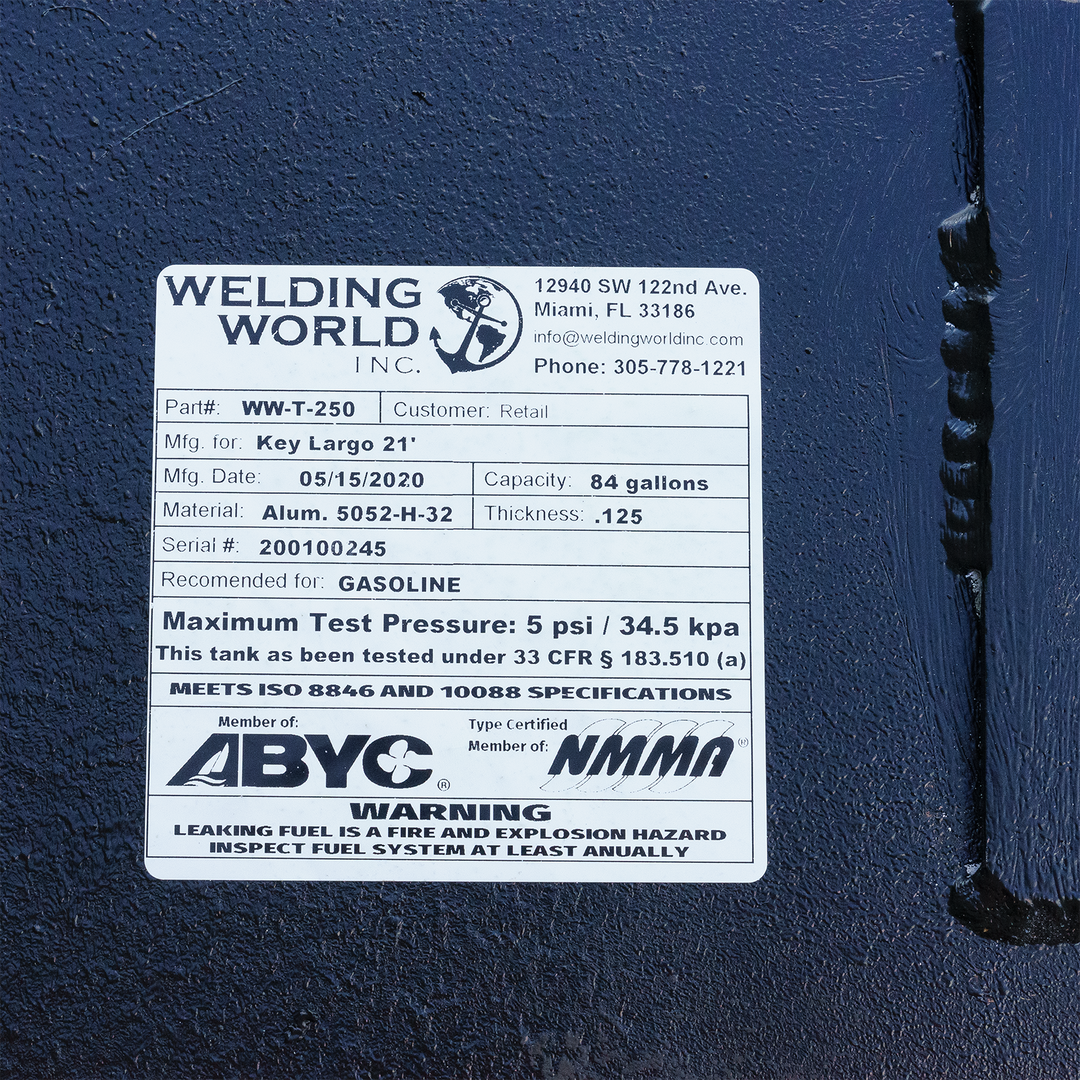 WELDING
WORLD
INC.
12940 SW 122nd Ave.
Miami, FL 33186
info@weldingworldinc com
Phone: 305-778-1221
Part#: WW-T-250 Customer: Retail
Mfg. for: Key Largo 21'
Mfg. Date: 05/15/2020 Capacity: 84 gallons
Material: Alum. 5052-H-32 Thickness: .125
Serial #: 200100245
Recomended for: GASOLINE
Maximum Test Pressure: 5 psi / 34.5 kpa
This tank as been tested under 33 CFR § 183.510 (a)
MEETS ISO 8846 AND 10088 SPECIFICATIONS
Member of:
ABYC ®
Type Certified
Member of: NMMA ®
WARNING
LEAKING FUEL IS A FIRE AND EXPLOSION HAZARD
INSPECT FUEL SYSTEM AT LEAST ANUALLY